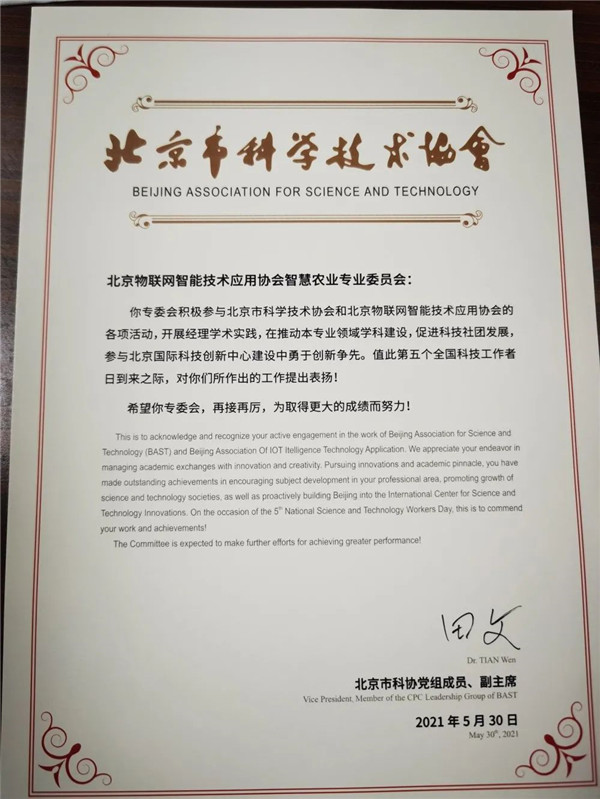 北京市科学技术协會
BEIJING ASSOCIATION FOR SCIENCE AND TECHNOLOGY
北京物联网智能技术应用协会智慧农业专业委员会：
你专委会积极参与北京市科学技术协会和北京物联网智能技术应用协会的
各项活动，开展经理学术实践，在推动本专业领域学科建设，促进科技社团发展，
参与北京国际科技创新中心建设中勇于创新争先。值此第五个全国科技工作者
日到来之际，对你们所作出的工作提出表扬！
希望你专委会，再接再厉，为取得更大的成绩而努力！
This is to acknowledge and recognize your active engagement in the work of Beijing Association for Science and
Technology (BAST) and Beijing Association Of IOT Itelligence Technology Application. We appreciate your endeavor in
managing academic exchanges with innovation and creativity. Pursuing innovations and academic pinnacle, you have
made outstanding achievements in encouraging subject development in your professional area, promoting growth of
science and technology societies, as well as proactively building Beijing into the International Center for Science and
Technology Innovations. On the occasion of the 5th National Science and Technology Workers Day, this is to commend
your work and achievements!
The Committee is expected to make further efforts for achieving greater performance!
田文
Dr. TIAN Wen
北京市科协党组成员、副主席
Vice President, Member of the CPC Leadership Group of BAST
2021 年 5 月 30 日
May 30th, 2021